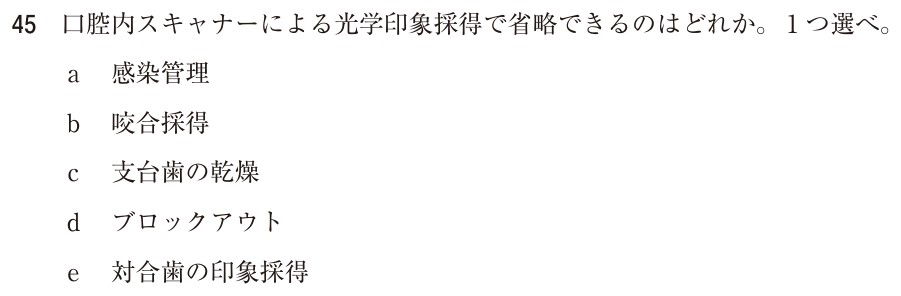 45 口腔内スキャナーによる光学印象採得で省略できるのはどれか。1つ選べ。
a 感染管理
b 咬合採得
c 支台歯の乾燥
d ブロックアウト
e 対合歯の印象採得